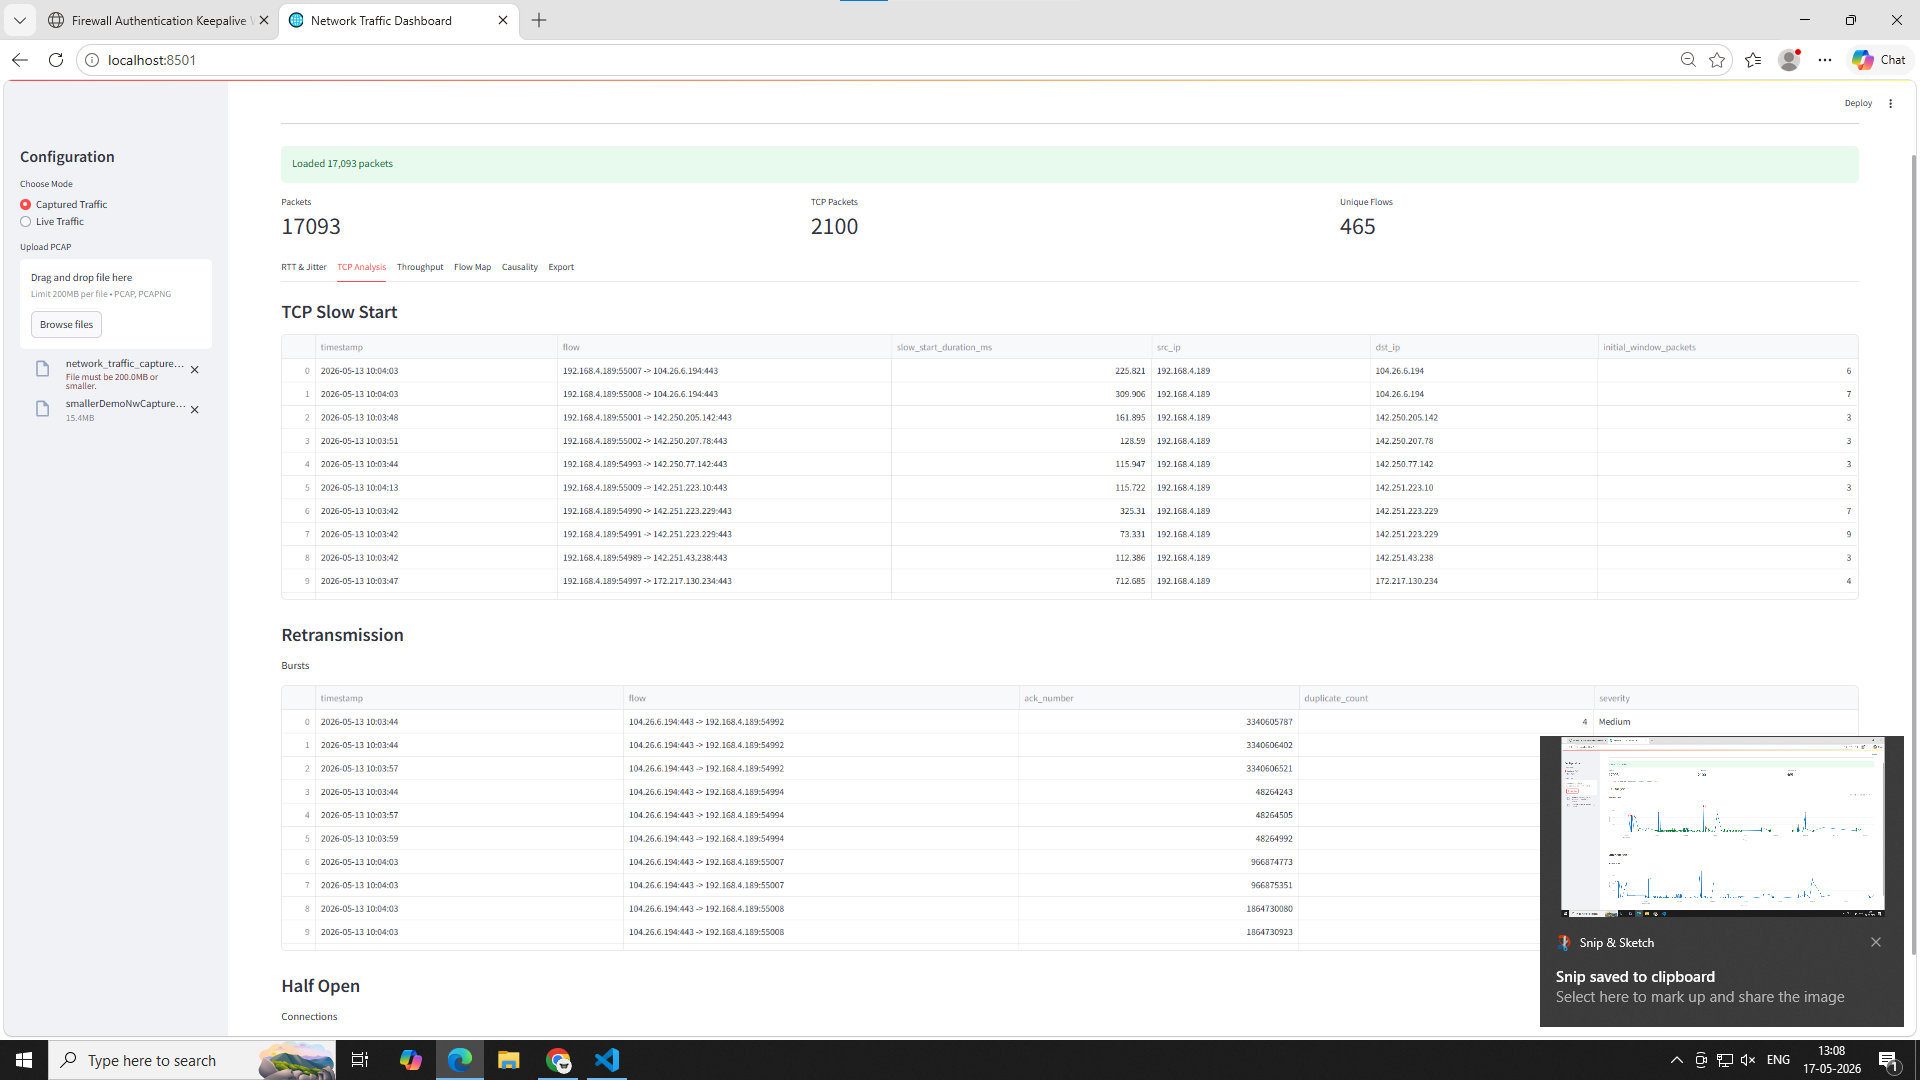 Firewall Authentication Keepalive
Network Traffic Dashboard
localhost:8501
Chat
Deploy
Configuration
Choose Mode
Captured Traffic
Live Traffic
Upload PCAP
Drag and drop file here
Limit 200MB per file • PCAP, PCAPNG
Browse files
network_traffic_capture...
File must be 200.0MB or
smaller.
smallerDemoNwCapture...
15.4MB
Loaded 17,093 packets
Packets TCP Packets Unique Flows
17093 2100 465
RTT & Jitter TCP Analysis Throughput Flow Map Causality Export
TCP Slow Start
timestamp flow slow_start_duration_ms src_ip dst_ip initial_window_packets
0 2026-05-13 10:04:03 192.168.4.189:55007 -> 104.26.6.194:443 225.821 192.168.4.189 104.26.6.194 6
1 2026-05-13 10:04:03 192.168.4.189:55008 -> 104.26.6.194:443 309.906 192.168.4.189 104.26.6.194 7
2 2026-05-13 10:03:48 192.168.4.189:55001 -> 142.250.205.142:443 161.895 192.168.4.189 142.250.205.142 3
3 2026-05-13 10:03:51 192.168.4.189:55002 -> 142.250.207.78:443 128.59 192.168.4.189 142.250.207.78 3
4 2026-05-13 10:03:44 192.168.4.189:54993 -> 142.250.77.142:443 115.947 192.168.4.189 142.250.77.142 3
5 2026-05-13 10:04:13 192.168.4.189:55009 -> 142.251.223.10:443 115.722 192.168.4.189 142.251.223.10 3
6 2026-05-13 10:03:42 192.168.4.189:54990 -> 142.251.223.229:443 325.31 192.168.4.189 142.251.223.229 7
7 2026-05-13 10:03:42 192.168.4.189:54991 -> 142.251.223.229:443 73.331 192.168.4.189 142.251.223.229 9
8 2026-05-13 10:03:42 192.168.4.189:54989 -> 142.251.43.238:443 112.386 192.168.4.189 142.251.43.238 3
9 2026-05-13 10:03:47 192.168.4.189:54997 -> 172.217.130.234:443 712.685 192.168.4.189 172.217.130.234 4
Retransmission
Bursts
timestamp flow ack_number duplicate_count severity
0 2026-05-13 10:03:44 104.26.6.194:443 -> 192.168.4.189:54992 3340605787 4 Medium
1 2026-05-13 10:03:44 104.26.6.194:443 -> 192.168.4.189:54992 3340606402
2 2026-05-13 10:03:57 104.26.6.194:443 -> 192.168.4.189:54992 3340606521
3 2026-05-13 10:03:44 104.26.6.194:443 -> 192.168.4.189:54994 48264243
4 2026-05-13 10:03:57 104.26.6.194:443 -> 192.168.4.189:54994 48264505
5 2026-05-13 10:03:59 104.26.6.194:443 -> 192.168.4.189:54994 48264992
6 2026-05-13 10:04:03 104.26.6.194:443 -> 192.168.4.189:55007 966874773
7 2026-05-13 10:04:03 104.26.6.194:443 -> 192.168.4.189:55007 966875351
8 2026-05-13 10:04:03 104.26.6.194:443 -> 192.168.4.189:55008 1864730080
9 2026-05-13 10:04:03 104.26.6.194:443 -> 192.168.4.189:55008 1864730923
Half Open
Connections
Snip & Sketch
Snip saved to clipboard
Select here to mark up and share the image
Type here to search
ENG
13:08
17-05-2026
1